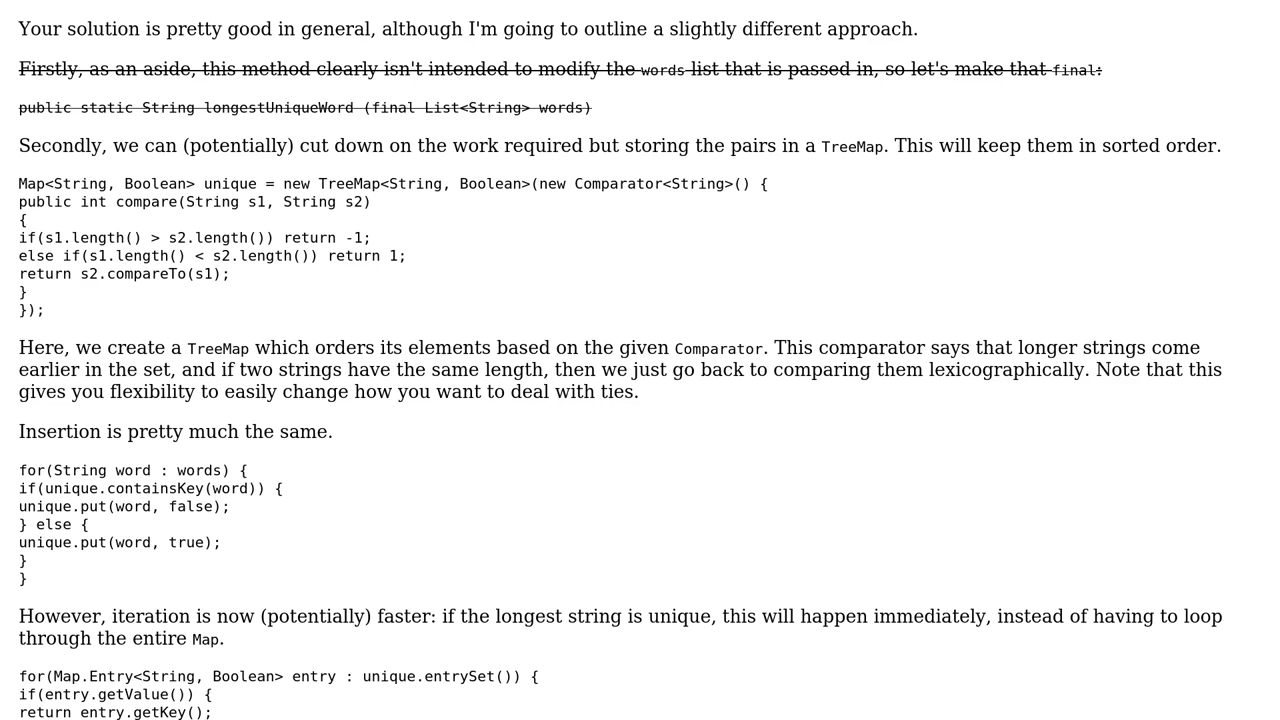 Your solution is pretty good in general, although I'm going to outline a slightly different approach.
Firstly, as an aside, this method clearly isn't intended to modify the words list that is passed in, so let's make that final:
public static String longestUniqueWord (final List<String> words)
Secondly, we can (potentially) cut down on the work required but storing the pairs in a TreeMap. This will keep them in sorted order.
Map<String, Boolean> unique = new TreeMap<String, Boolean>(new Comparator<String>() {
public int compare(String s1, String s2)
{
if(s1.length() > s2.length()) return -1;
else if(s1.length() < s2.length()) return 1;
return s2.compareTo(s1);
}
});
Here, we create a TreeMap which orders its elements based on the given Comparator. This comparator says that longer strings come
earlier in the set, and if two strings have the same length, then we just go back to comparing them lexicographically. Note that this
gives you flexibility to easily change how you want to deal with ties.
Insertion is pretty much the same.
for(String word : words) {
if(unique.containsKey(word)) {
unique.put(word, false);
} else {
unique.put(word, true);
}
}
However, iteration is now (potentially) faster: if the longest string is unique, this will happen immediately, instead of having to loop
through the entire Map.
for(Map.Entry<String, Boolean> entry : unique.entrySet()) {
if(entry.getValue()) {
return entry.getKey();